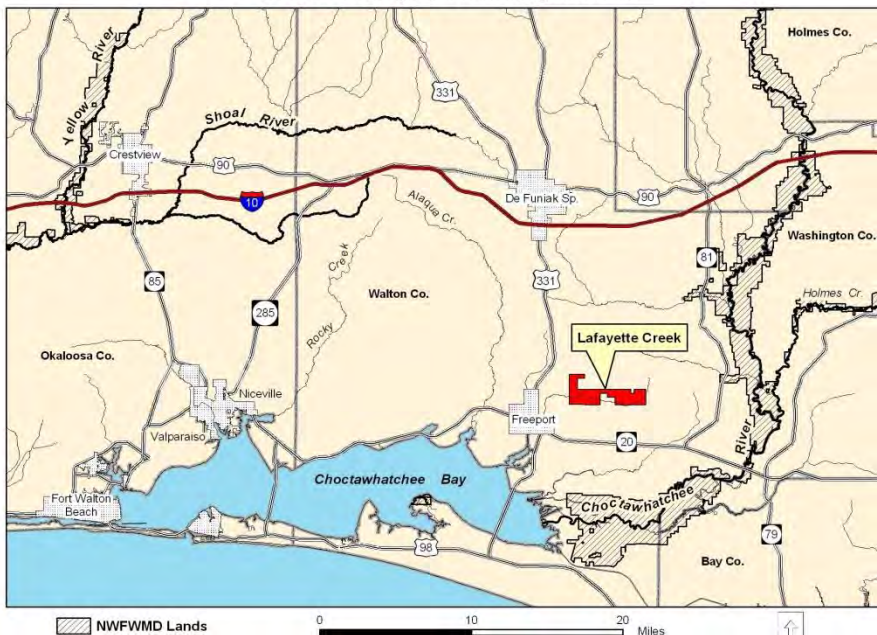 Holmes Co.
Yellow River
331
Shoal River
Crestview
90
10
De Funiak Sp.
90
Alaqua Cr.
Washington Co.
81
Holmes Cr.
85
331
Rocky Creek
Walton Co.
285
Lafayette Creek
Okaloosa Co.
Niceville
Freeport
Valparaiso
20
River
Choctawhatchee Bay
Choctawhatchee
Fort Walton
Beach
98
79
Bay Co.
NWFWMD Lands
0 10 20
Miles